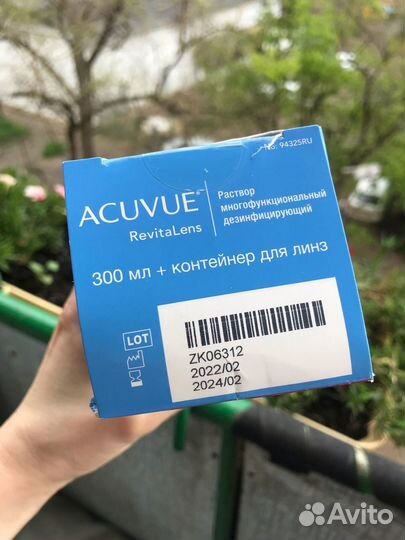 No: 94325RU
ACUVUE®
RevitaLens
Раствор
многофункциональный
дезинфицирующий
300 мл + контейнер для линз
LOT
ZK06312
2022/02
2024/02
Avito